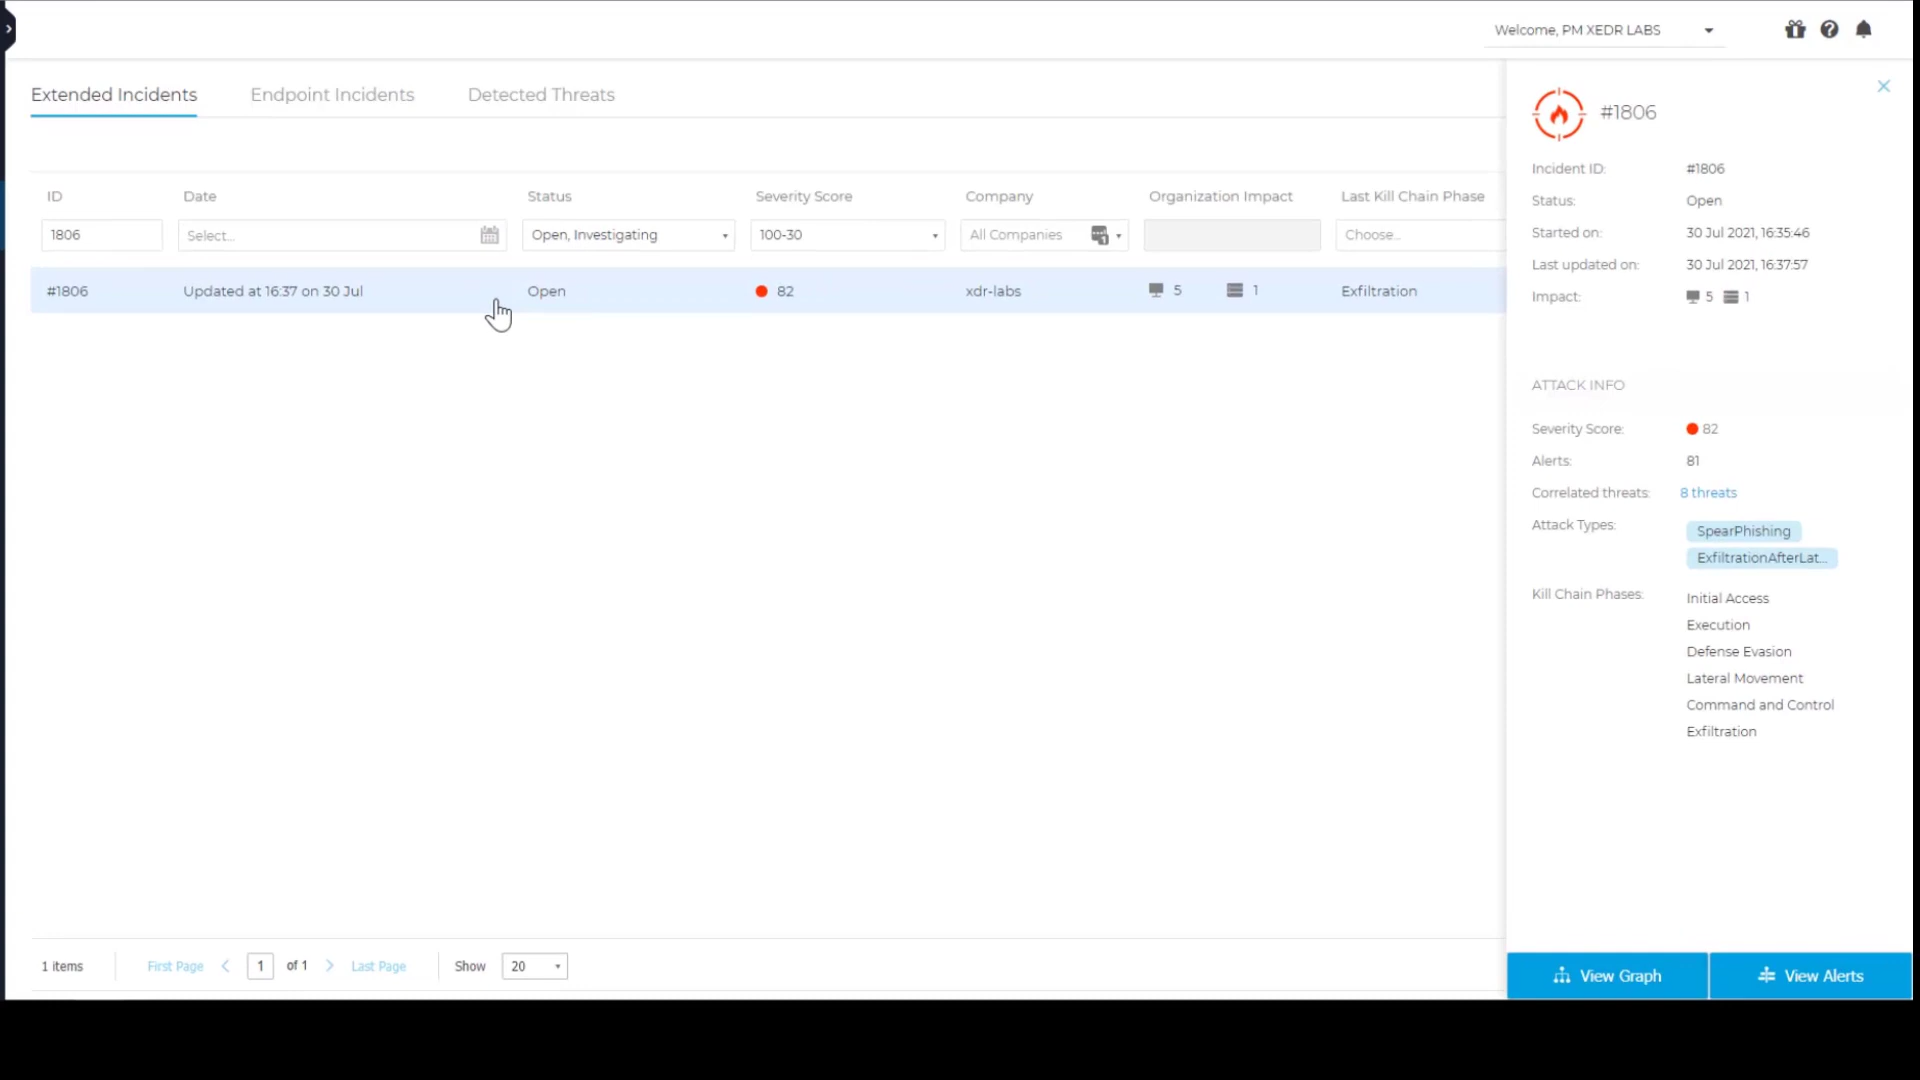 Welcome, PM XEDR LABS
Extended Incidents Endpoint Incidents Detected Threats
ID Date Status Severity Score Company Organization Impact Last Kill Chain Phase
1806 Select... Open, Investigating 100-30 All Companies Choose...
#1806 Updated at 16:37 on 30 Jul Open 82 xdr-labs 5 1 Exfiltration
1 items First Page 1 of 1 Last Page Show 20
#1806
Incident ID: #1806
Status: Open
Started on: 30 Jul 2021, 16:35:46
Last updated on: 30 Jul 2021, 16:37:57
Impact: 5 1
ATTACK INFO
Severity Score: 82
Alerts: 81
Correlated threats: 8 threats
Attack Types: SpearPhishing
ExfiltrationAfterLat...
Kill Chain Phases: Initial Access
Execution
Defense Evasion
Lateral Movement
Command and Control
Exfiltration
View Graph View Alerts